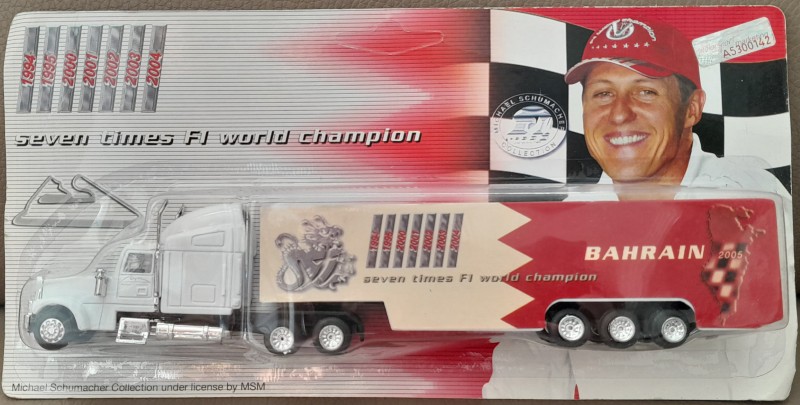 1994
1995
2000
2001
2002
2003
2004
seven times F1 world champion
MICHAEL SCHUMACHER
COLLECTION
A5300142
1994
1995
2000
2001
2002
2003
2004
seven times F1 world champion
BAHRAIN 2005
Michael Schumacher Collection under license by MSM